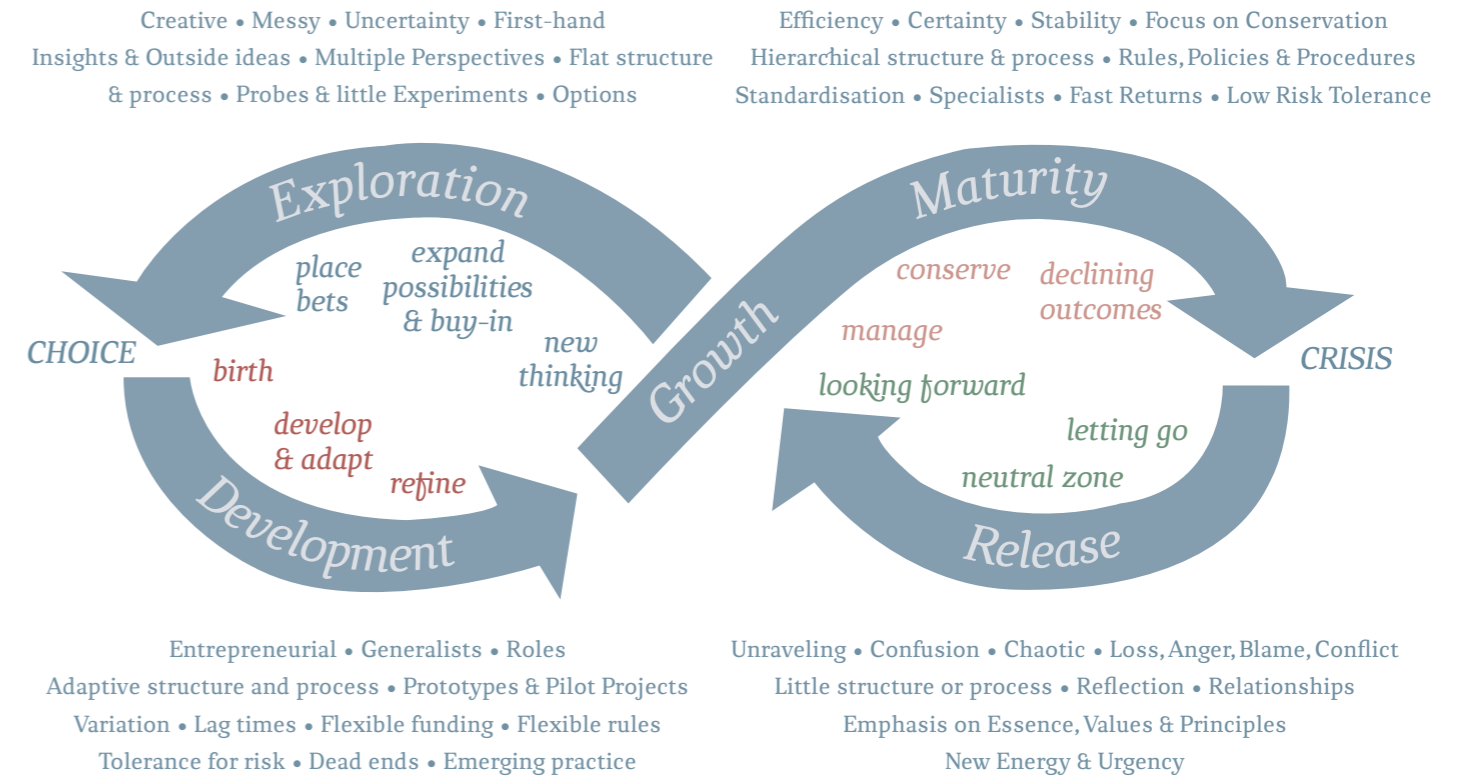 Creative • Messy • Uncertainty • First-hand
Insights & Outside ideas • Multiple Perspectives • Flat structure
& process • Probes & little Experiments • Options
Efficiency • Certainty • Stability • Focus on Conservation
Hierarchical structure & process • Rules, Policies & Procedures
Standardisation • Specialists • Fast Returns • Low Risk Tolerance
Exploration
place
bets
expand
possibilities
& buy-in
new
thinking
CHOICE
birth
develop
& adapt
refine
Development
Growth
Maturity
conserve
declining
outcomes
manage
CRISIS
looking forward
letting go
neutral zone
Release
Entrepreneurial • Generalists • Roles
Adaptive structure and process • Prototypes & Pilot Projects
Variation • Lag times • Flexible funding • Flexible rules
Tolerance for risk • Dead ends • Emerging practice
Unraveling • Confusion • Chaotic • Loss, Anger, Blame, Conflict
Little structure or process • Reflection • Relationships
Emphasis on Essence, Values & Principles
New Energy & Urgency